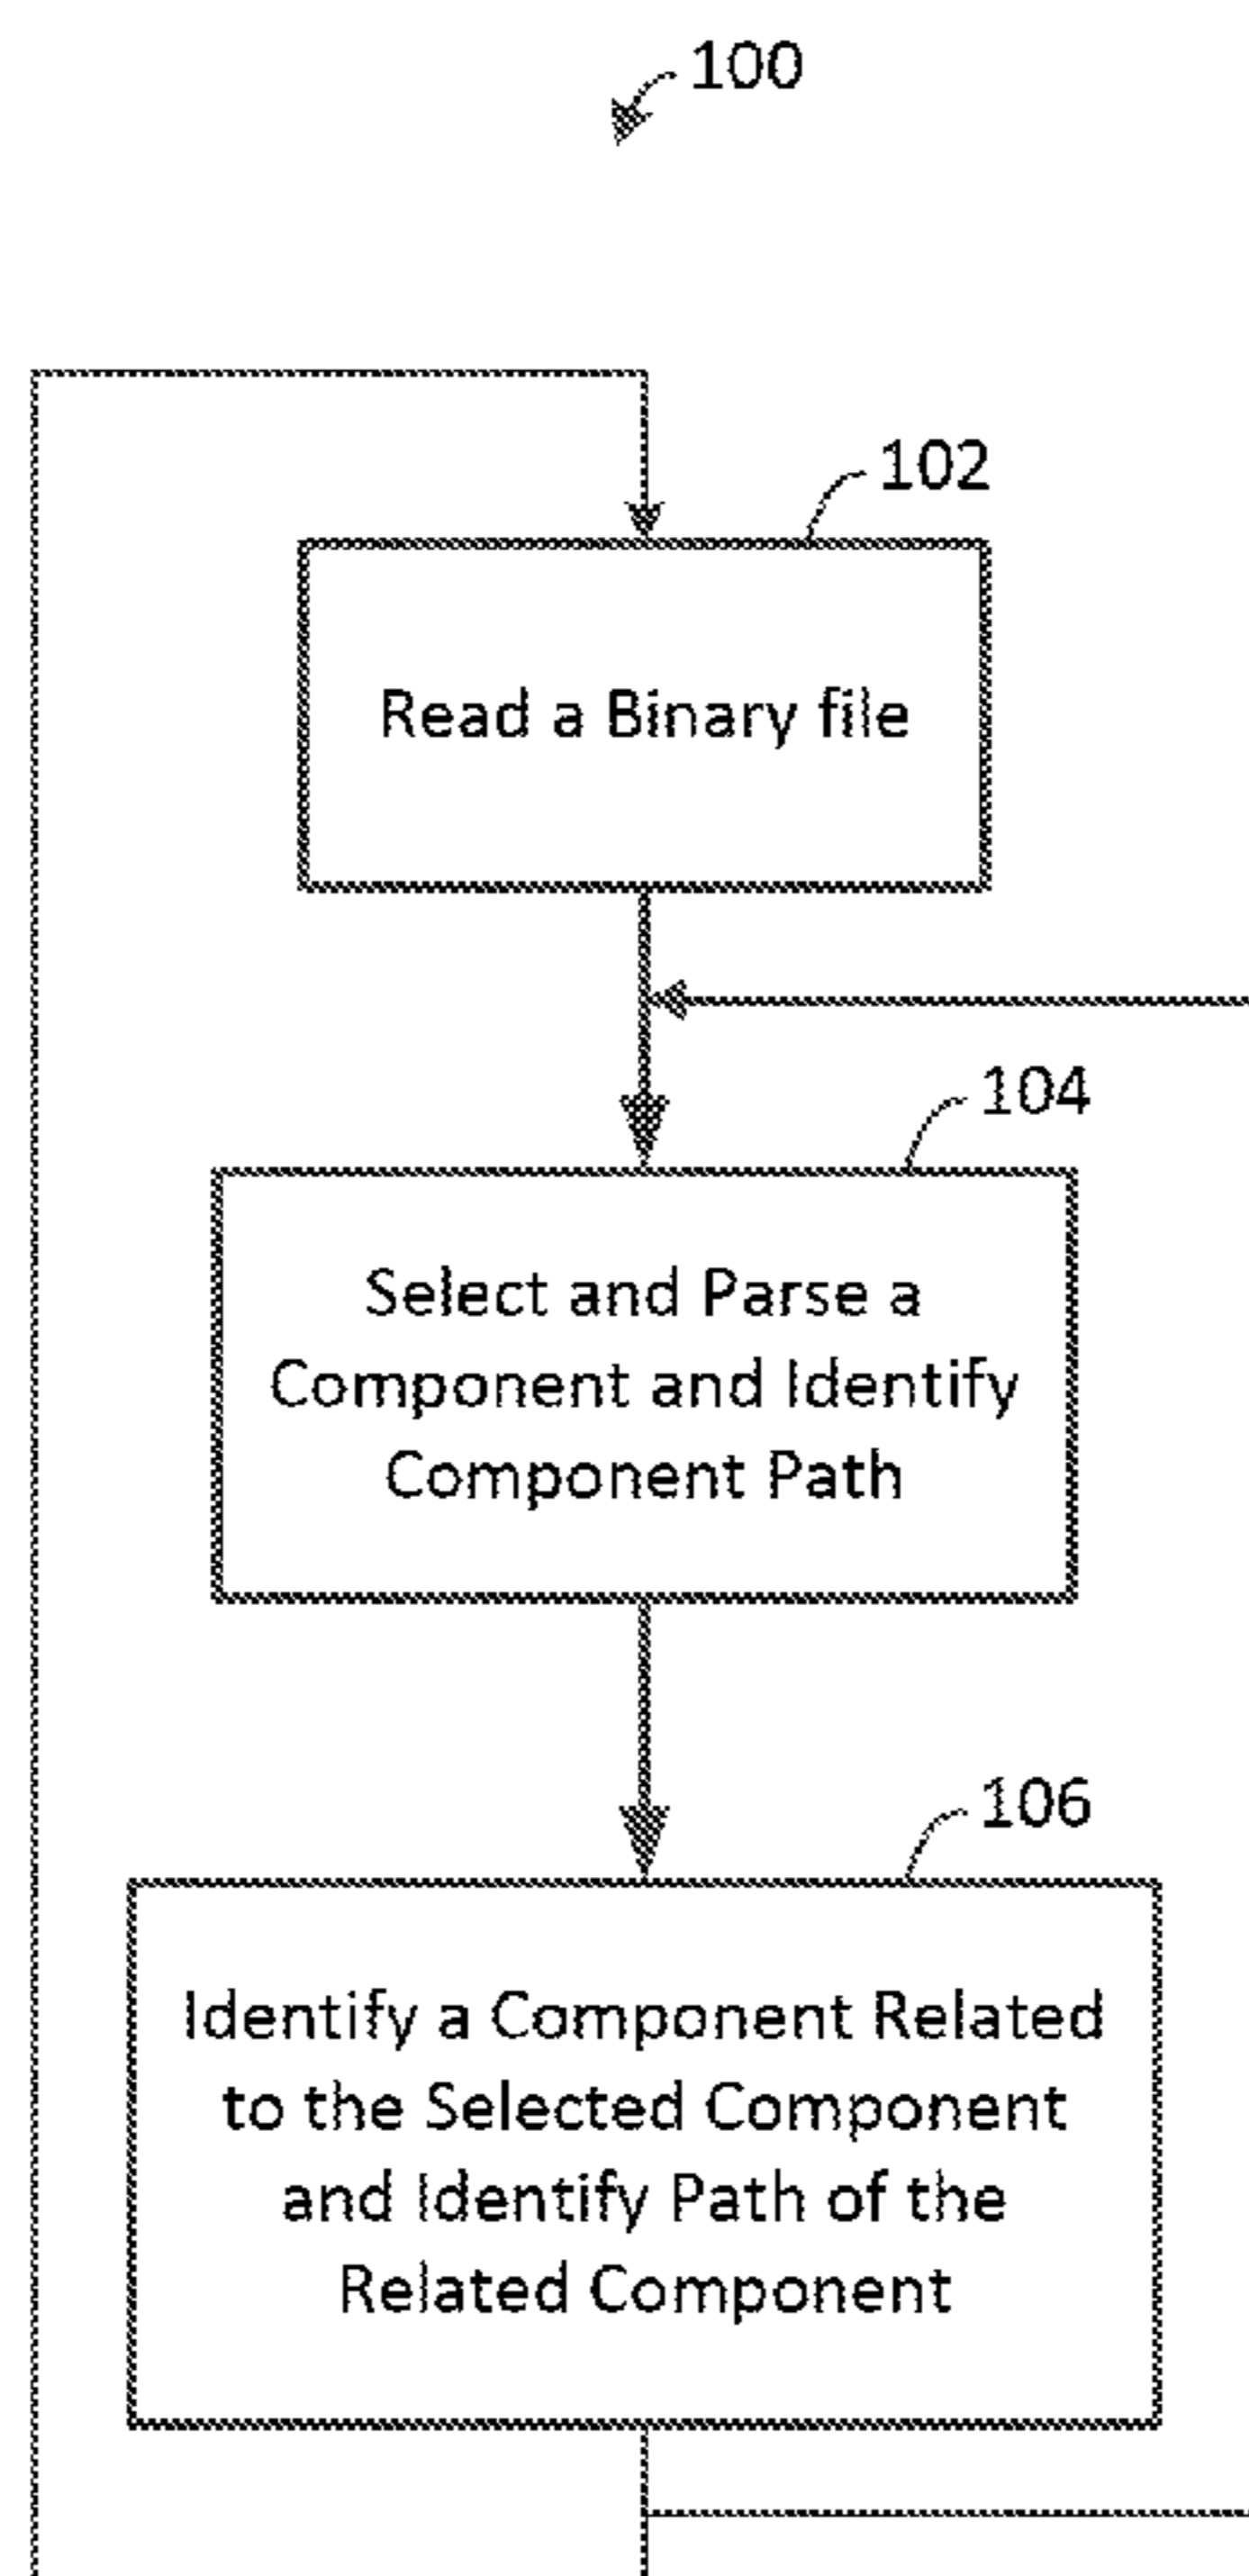 100
102
Read a Binary file
104
Select and Parse a
Component and Identify
Component Path
106
Identify a Component Related
to the Selected Component
and Identify Path of the
Related Component